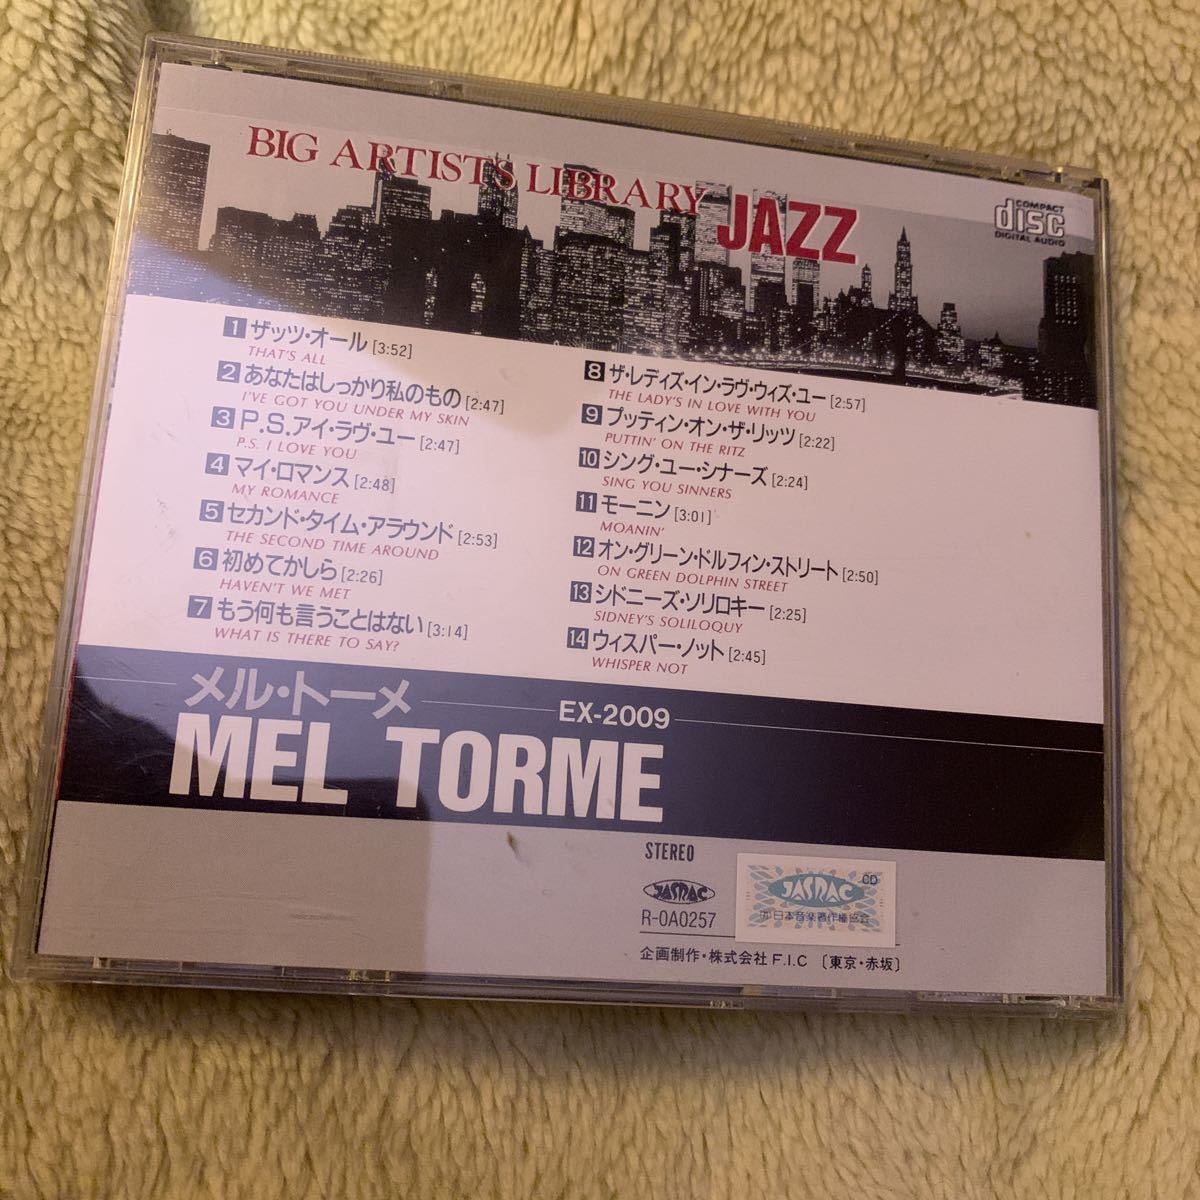 BIG ARTISTS LIBRARY JAZZ
COMPACT
disc
DIGITAL AUDIO
1 ザッツ・オール [3:52]
THAT'S ALL
2 あなたはしっかり私のもの [2:47]
I'VE GOT YOU UNDER MY SKIN
3 P.S.アイ・ラヴ・ユー [2:47]
P.S. I LOVE YOU
4 マイ・ロマンス [2:48]
MY ROMANCE
5 セカンド・タイム・アラウンド [2:53]
THE SECOND TIME AROUND
6 初めてかしら [2:26]
HAVEN'T WE MET
7 もう何も言うことはない [3:14]
WHAT IS THERE TO SAY?
8 ザ・レディズ・イン・ラヴ・ウィズ・ユー [2:57]
THE LADY'S IN LOVE WITH YOU
9 プッティン・オン・ザ・リッツ [2:22]
PUTTIN' ON THE RITZ
10 シング・ユー・シナーズ [2:24]
SING YOU SINNERS
11 モーニン [3:01]
MOANIN'
12 オン・グリーン・ドルフィン・ストリート [2:50]
ON GREEN DOLPHIN STREET
13 シドニーズ・ソリロキー [2:25]
SIDNEY'S SOLILOQUY
14 ウィスパー・ノット [2:45]
WHISPER NOT
メル・トーメ
EX-2009
MEL TORME
STEREO
JASRAC
R-0A0257
JASRAC CD
(社)日本音楽著作権協会
企画制作・株式会社F.I.C 〔東京・赤坂〕